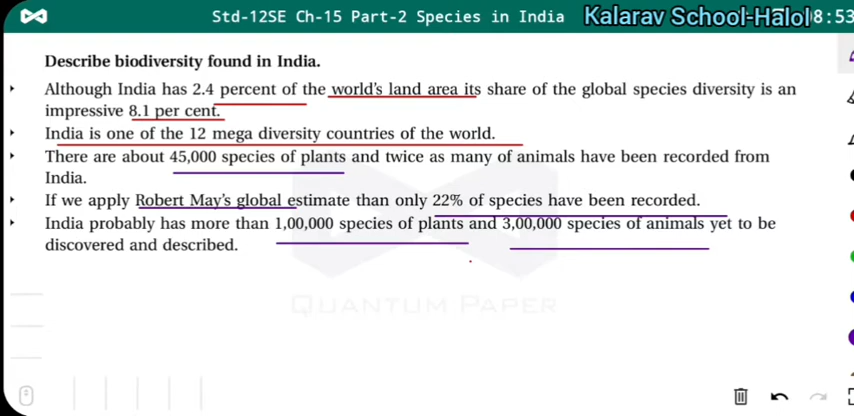 Std-12SE Ch-15 Part-2 Species in India Kalarav School-Halol 8:53
Describe biodiversity found in India.
Although India has 2.4 percent of the world's land area its share of the global species diversity is an
impressive 8.1 per cent.
India is one of the 12 mega diversity countries of the world.
There are about 45,000 species of plants and twice as many of animals have been recorded from
India.
If we apply Robert May's global estimate than only 22% of species have been recorded.
India probably has more than 1,00,000 species of plants and 3,00,000 species of animals yet to be
discovered and described.
QUANTUM PAPER